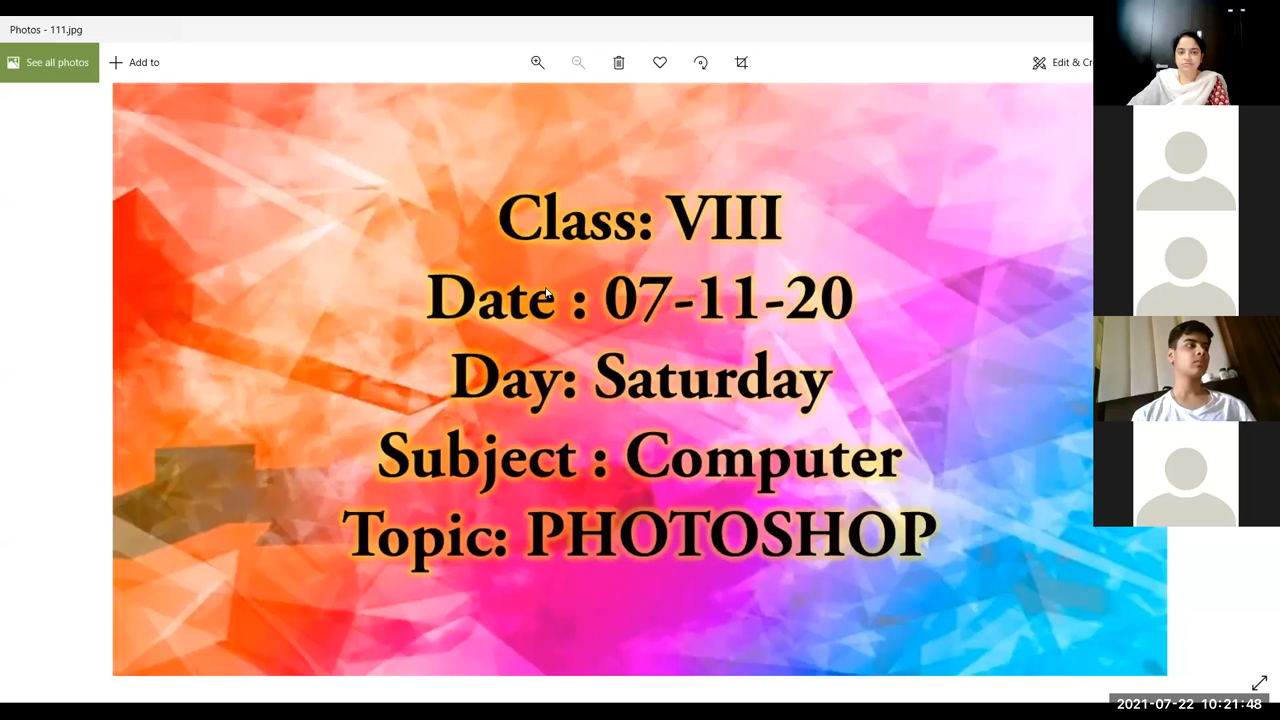 Photos - 111.jpg
See all photos
Add to
Edit & Cr
Class: VIII
Date : 07-11-20
Day: Saturday
Subject : Computer
Topic: PHOTOSHOP
2021-07-22 10:21:48